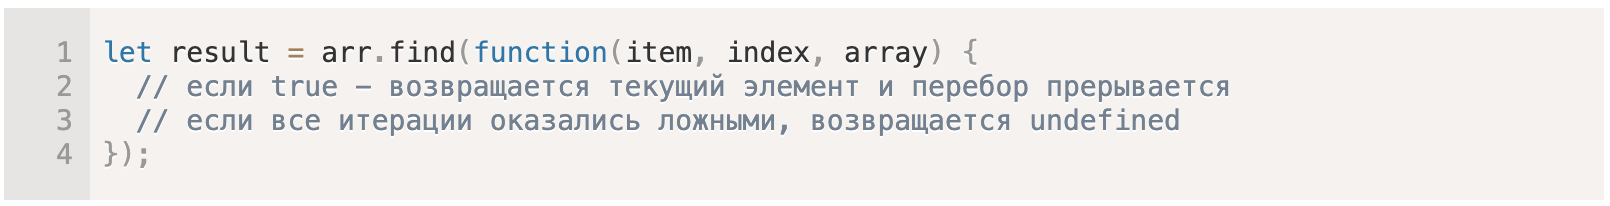 1 let result = arr.find(function(item, index, array) {
2   // если true – возвращается текущий элемент и перебор прерывается
3   // если все итерации оказались ложными, возвращается undefined
4 });